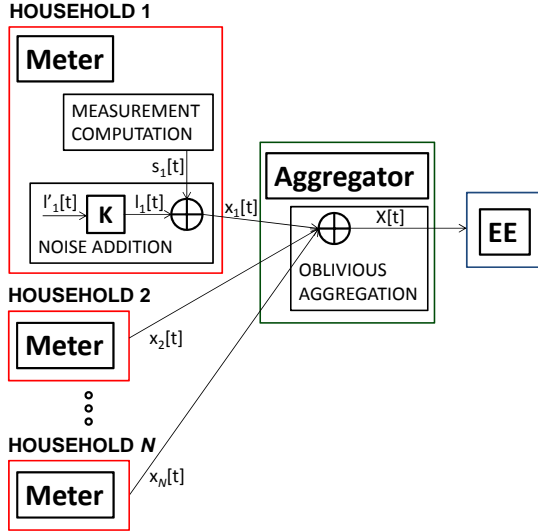 HOUSEHOLD 1
Meter
MEASUREMENT
COMPUTATION
s₁[t]
l'₁[t]
K
l₁[t]
NOISE ADDITION
x₁[t]
Aggregator
X[t]
OBLIVIOUS
AGGREGATION
EE
HOUSEHOLD 2
Meter
x₂[t]
HOUSEHOLD N
Meter
x_N[t]